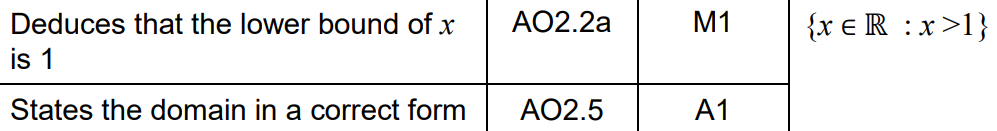 Deduces that the lower bound of x is 1
AO2.2a
M1
{x ∈ ℝ : x >1}
States the domain in a correct form
AO2.5
A1